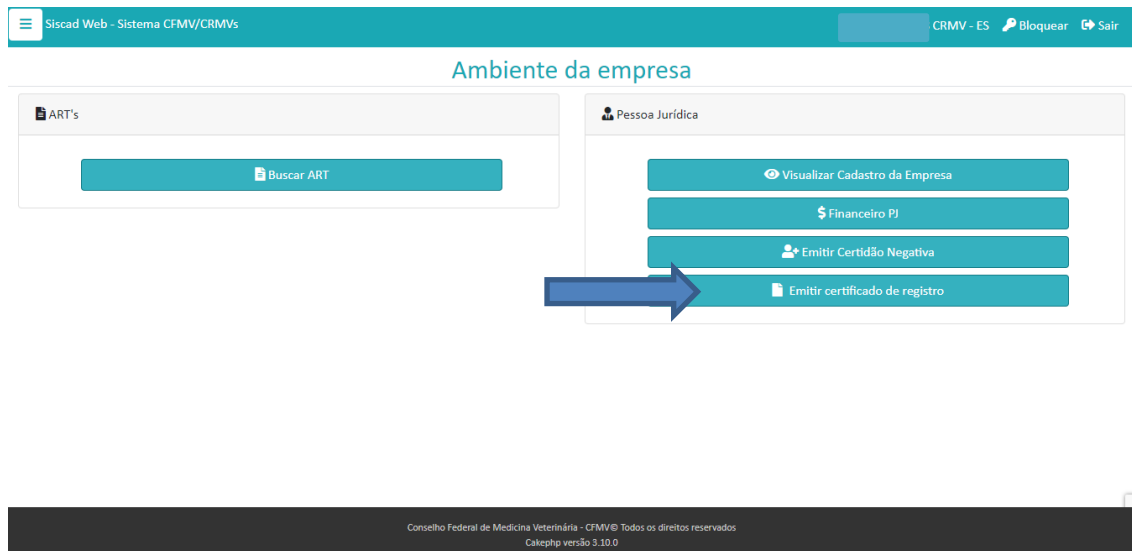 Siscad Web - Sistema CFMV/CRMVs
CRMV - ES Bloquear Sair
Ambiente da empresa
ART's
Buscar ART
Pessoa Jurídica
Visualizar Cadastro da Empresa
Financeiro PJ
Emitir Certidão Negativa
Emitir certificado de registro
Conselho Federal de Medicina Veterinária - CFMV© Todos os direitos reservados
Cakephp versão 3.10.0